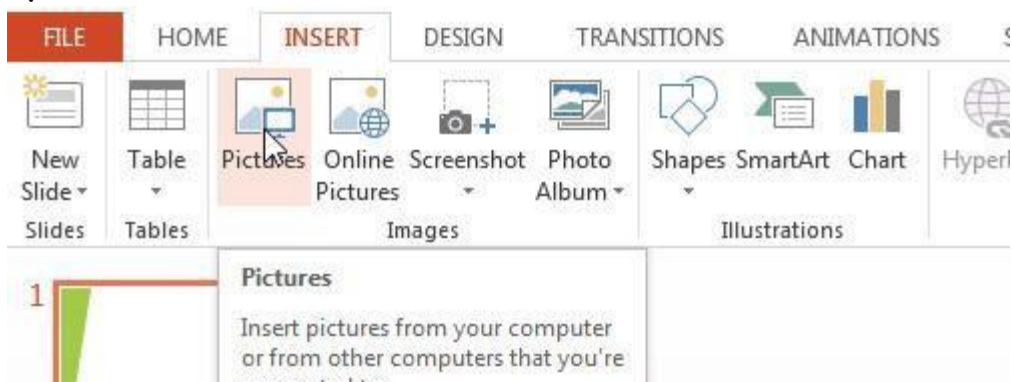 FILE HOME INSERT DESIGN TRANSITIONS ANIMATIONS
New Table Pictures Online Screenshot Photo Shapes SmartArt Chart
Slide Pictures Album
Slides Tables Images Illustrations
1
Pictures
Insert pictures from your computer
or from other computers that you're